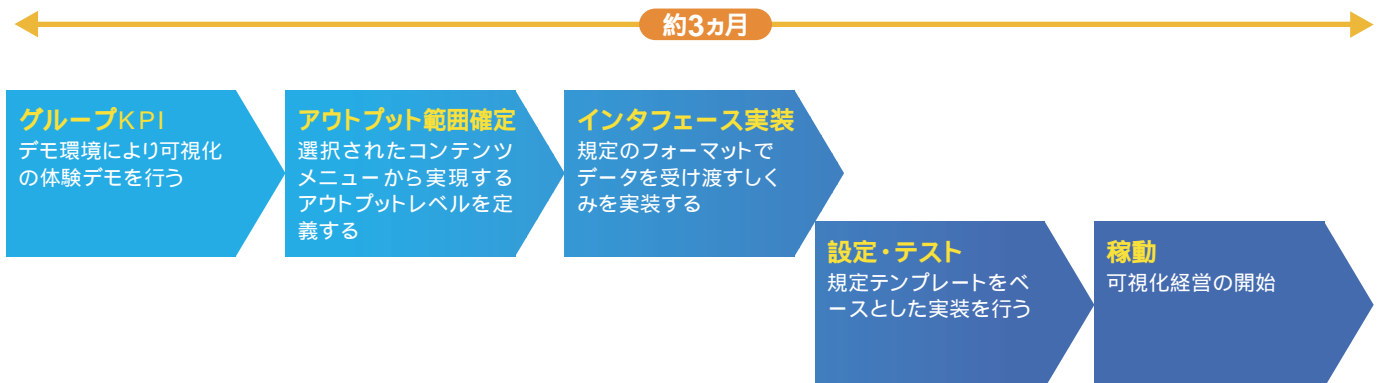 約3ヵ月
グループKPI
デモ環境により可視化
の体験デモを行う
アウトプット範囲確定
選択されたコンテンツ
メニューから実現する
アウトプットレベルを定
義する
インタフェース実装
規定のフォーマットで
データを受け渡すしく
みを実装する
設定・テスト
規定テンプレートをベ
ースとした実装を行う
稼動
可視化経営の開始